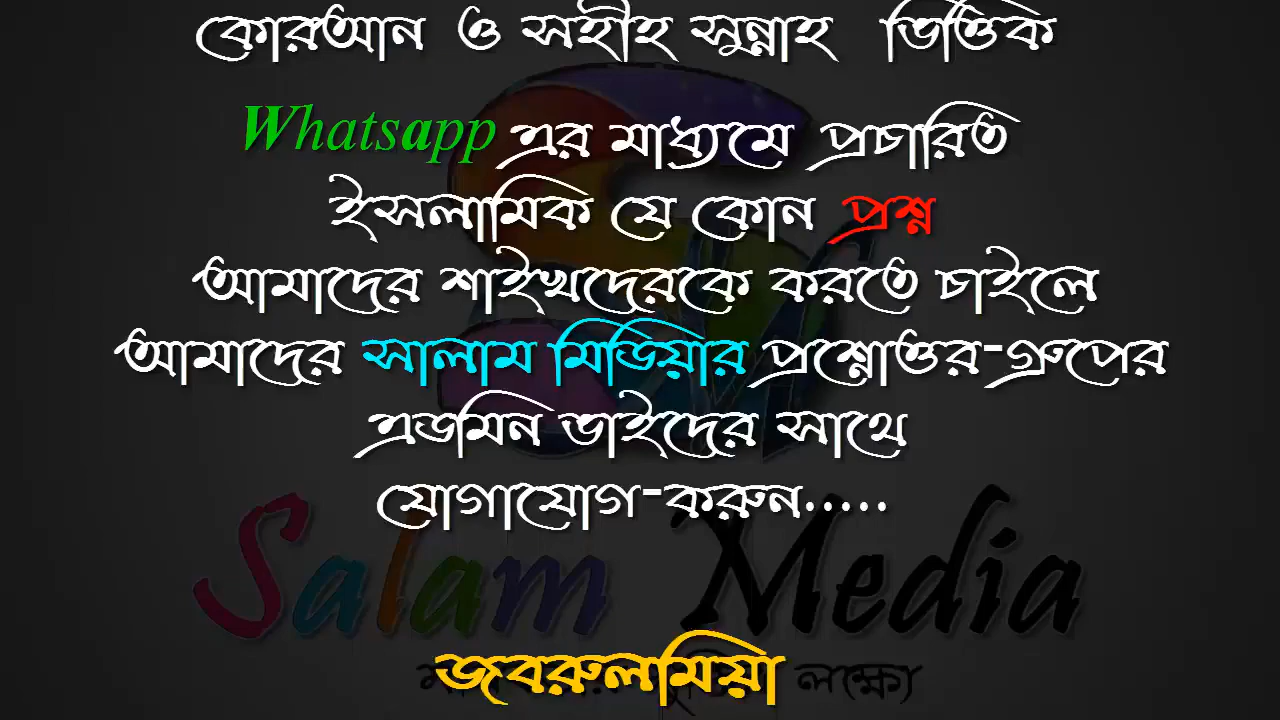 কোরআন ও সহীহ সুন্নাহ ভিত্তিক
Whatsapp এর মাধ্যমে প্রচারিত
ইসলামিক যে কোন প্রশ্ন
আমাদের শাইখদেরকে করতে চাইলে
আমাদের সালাম মিডিয়ার প্রশ্নোত্তর-গ্রুপের
এডমিন ভাইদের সাথে
যোগাযোগ-করুন.....
Salam Media
জবরুলমিয়া
লক্ষ্যে